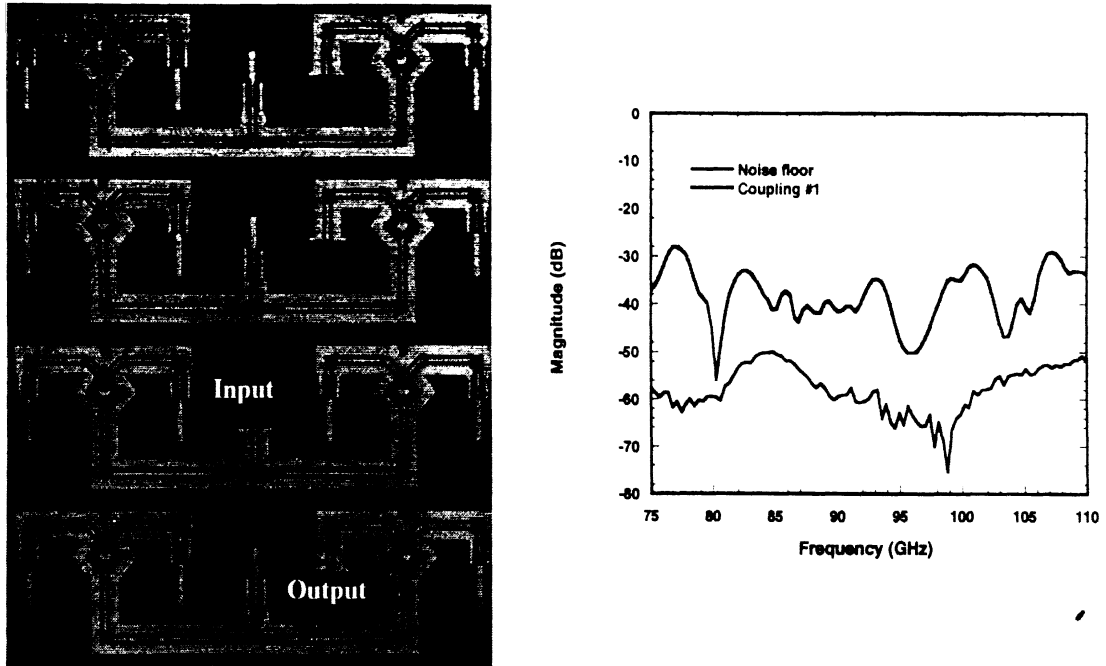 Input
Output
0
-10
-20
-30
-40
-50
-60
-70
-80
Magnitude (dB)
Noise floor
Coupling #1
75 80 85 90 95 100 105 110
Frequency (GHz)